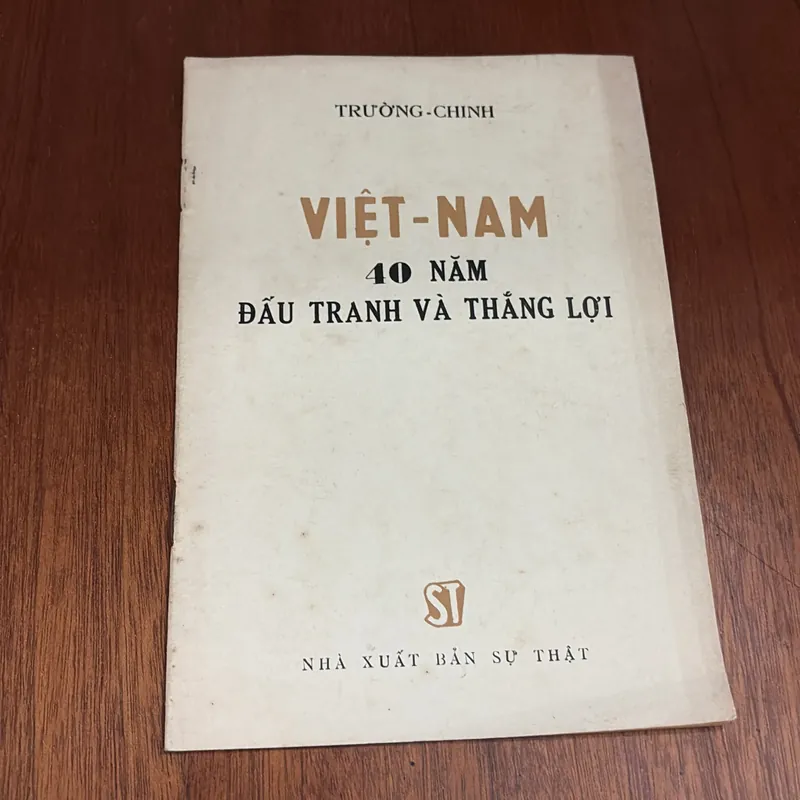 TRƯỜNG-CHINH
VIỆT-NAM
40 NĂM
ĐẤU TRANH VÀ THẮNG LỢI
ST
NHÀ XUẤT BẢN SỰ THẬT